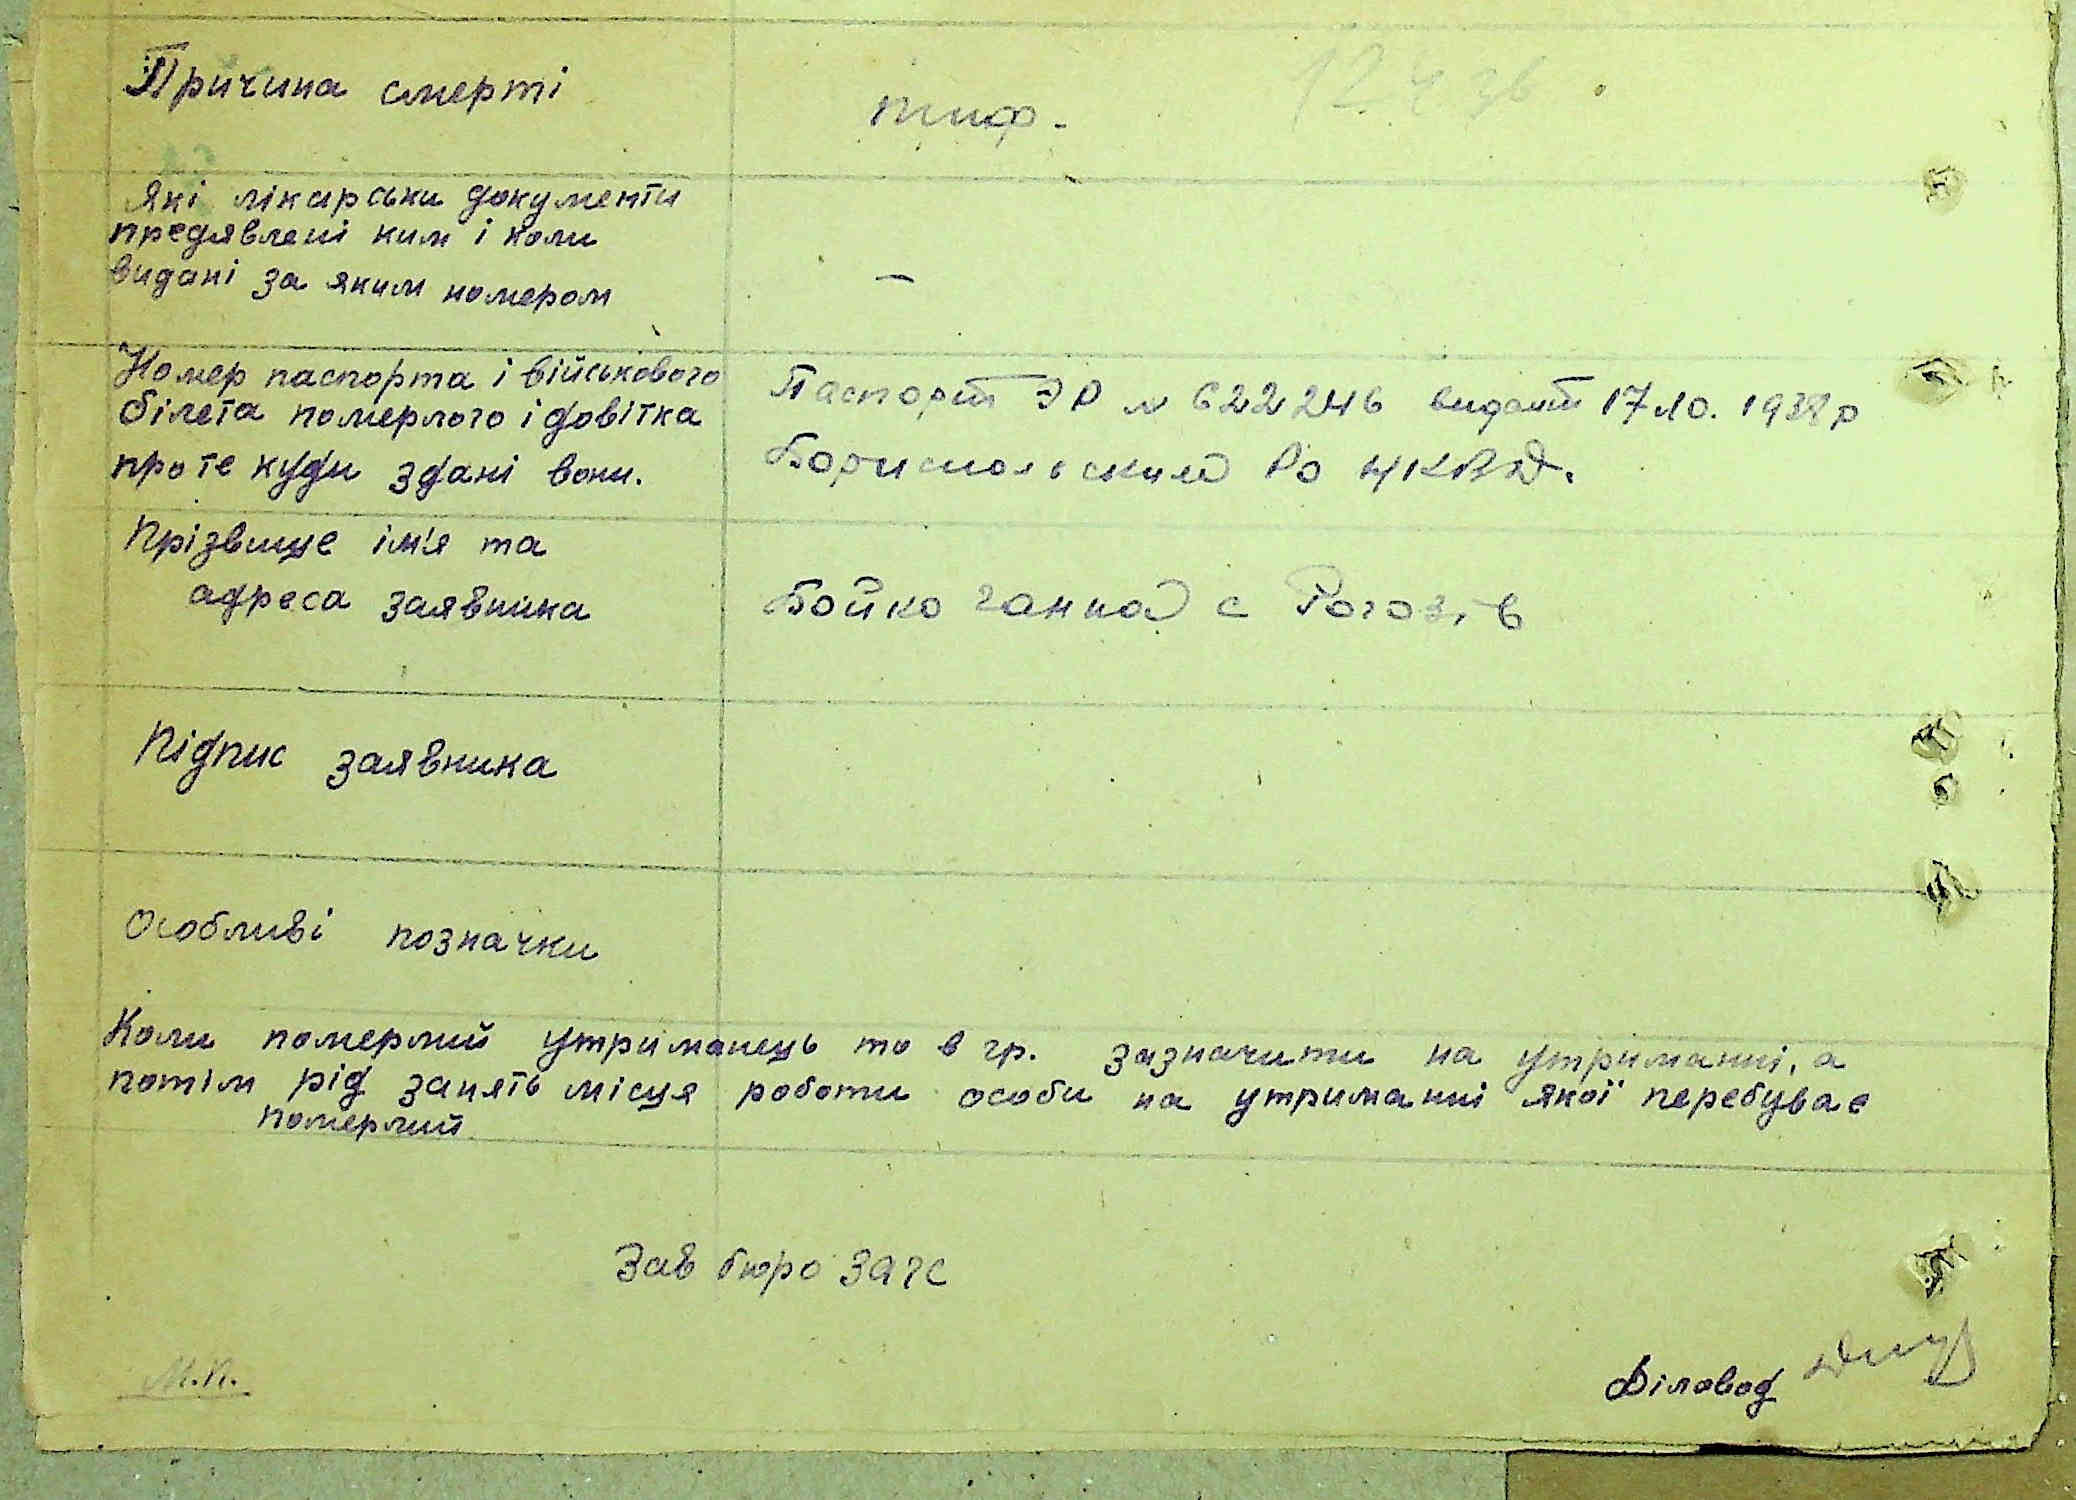 Причина смерті
тиф.
Які лікарськи документи
предявлені ким і коли
видані за яким номером
—
Номер паспорта і військового
білета померлого і довітка
про те куди здані вони.
Паспорт ЭР № 622246 видант 17/10. 1938 р
Бориспольским Ро НКВД.
Прізвище ім'я та
адреса заявника
Бойко Ганна с Рогозів
Підпис заявника
Особливі позначки
Коли померлий утриманець то в гр. зазначити на утриманні, а
потім рід занять місця роботи особи на утриманні якої перебуває
померлий
Зав бюро загс
М.П.
Діловод